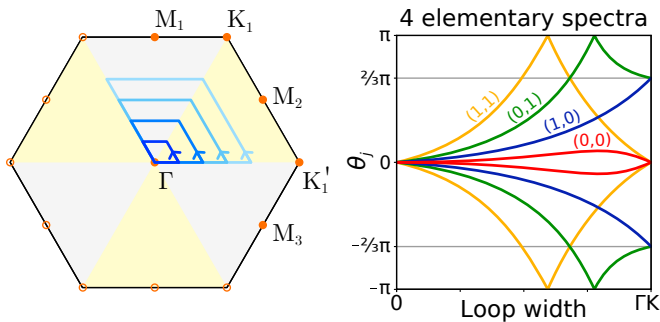 M₁
K₁
M₂
Γ
K₁'
M₃
4 elementary spectra
π
⅔π
0
−⅔π
−π
θⱼ
(1,1)
(0,1)
(1,0)
(0,0)
0
Loop width
ΓK